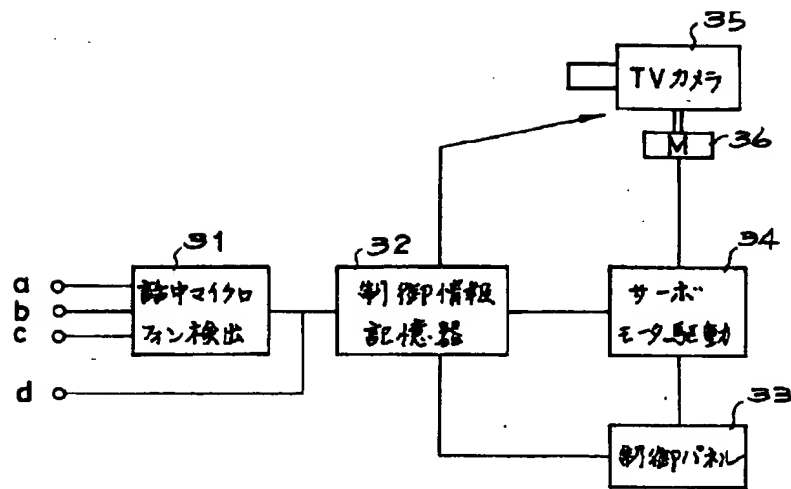 35
TVカメラ
M
36
31
32
34
a
b
c
d
話中マイクロ
フォン検出
制御情報
記憶器
サーボ
モータ駆動
33
制御パネル